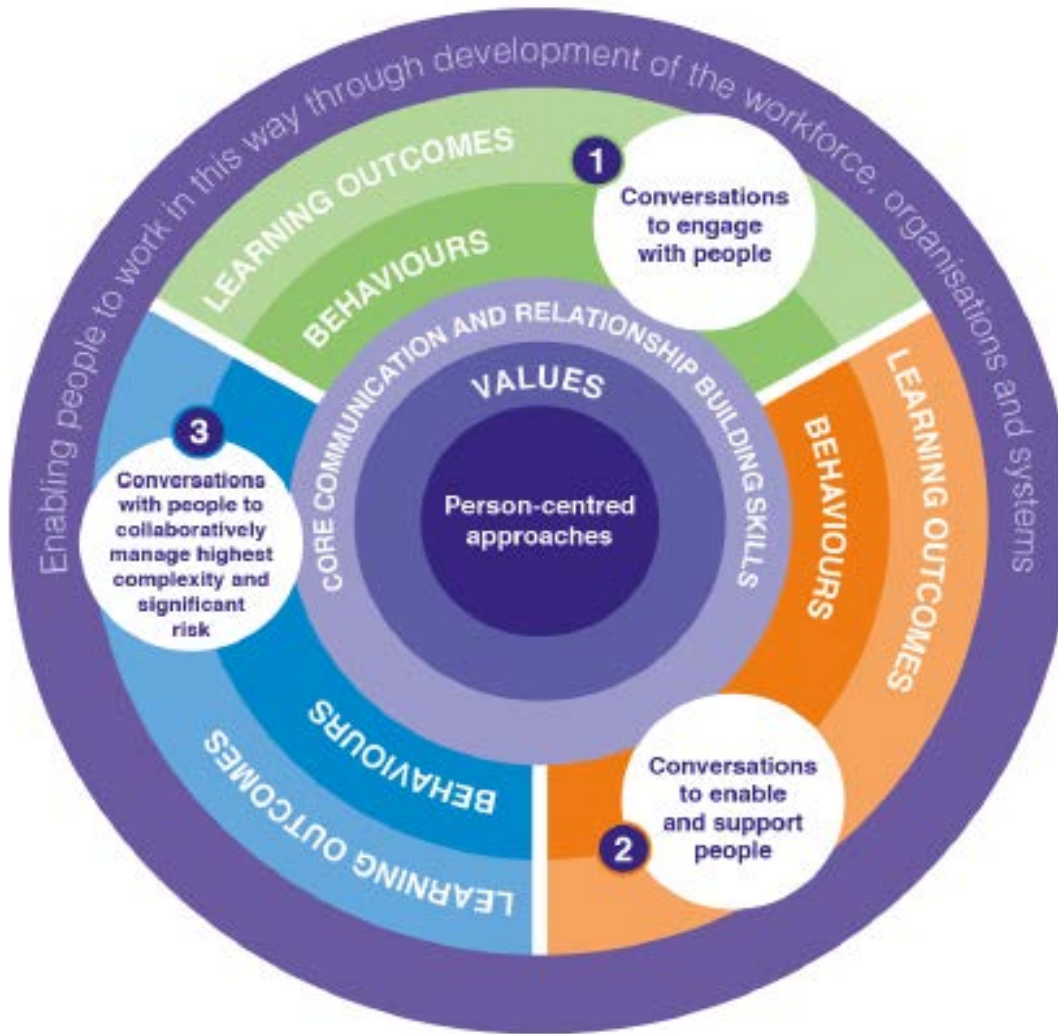 Enabling people to work in this way through development of the workforce, organisations and systems
LEARNING OUTCOMES
BEHAVIOURS
1
Conversations
to engage
with people
LEARNING OUTCOMES
BEHAVIOURS
2
Conversations
to enable
and support
people
LEARNING OUTCOMES
BEHAVIOURS
3
Conversations
with people to
collaboratively
manage highest
complexity and
significant
risk
CORE COMMUNICATION AND RELATIONSHIP BUILDING SKILLS
VALUES
Person-centred
approaches